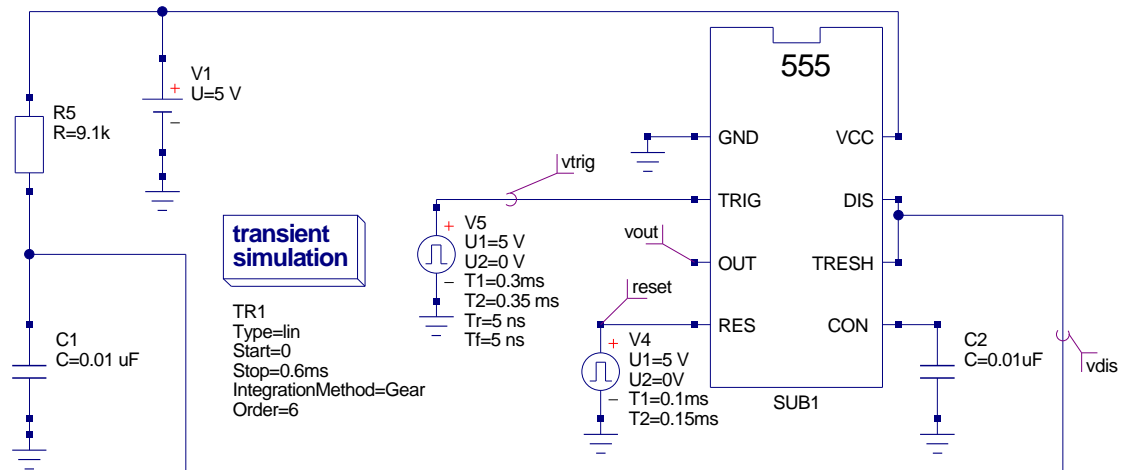 555
V1
U=5 V
R5
R=9.1k
GND
VCC
vtrig
TRIG
DIS
transient
simulation
V5
U1=5 V
U2=0 V
T1=0.3ms
T2=0.35 ms
Tr=5 ns
Tf=5 ns
vout
OUT
TRESH
reset
RES
CON
TR1
Type=lin
Start=0
Stop=0.6ms
IntegrationMethod=Gear
Order=6
C1
C=0.01 uF
V4
U1=5 V
U2=0V
T1=0.1ms
T2=0.15ms
C2
C=0.01uF
vdis
SUB1